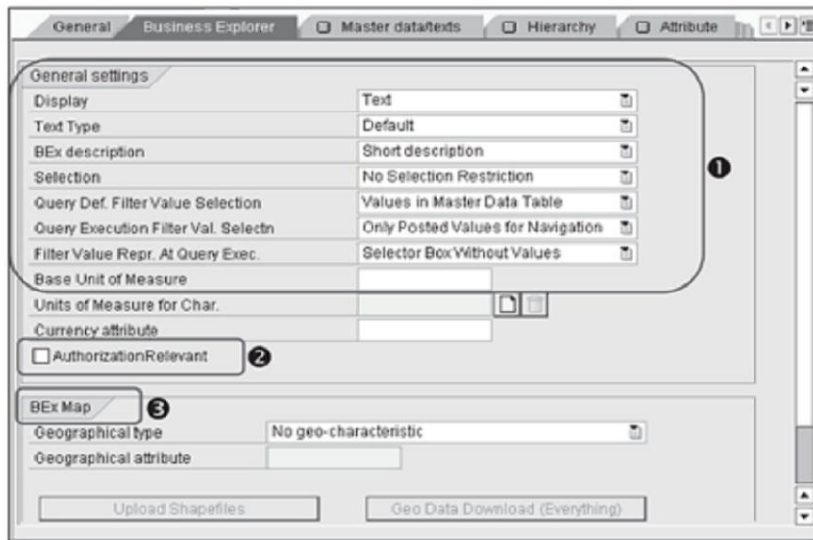 General Business Explorer Master data/texts Hierarchy Attribute
General settings
Display Text
Text Type Default
BEx description Short description
Selection No Selection Restriction
Query Def. Filter Value Selection Values in Master Data Table
Query Execution Filter Val. Selectn Only Posted Values for Navigation
Filter Value Repr. At Query Exec. Selector Box Without Values
❶
Base Unit of Measure
Units of Measure for Char.
Currency attribute
AuthorizationRelevant ❷
BEx Map ❸
Geographical type No geo-characteristic
Geographical attribute
Upload Shapefiles Geo Data Download (Everything)